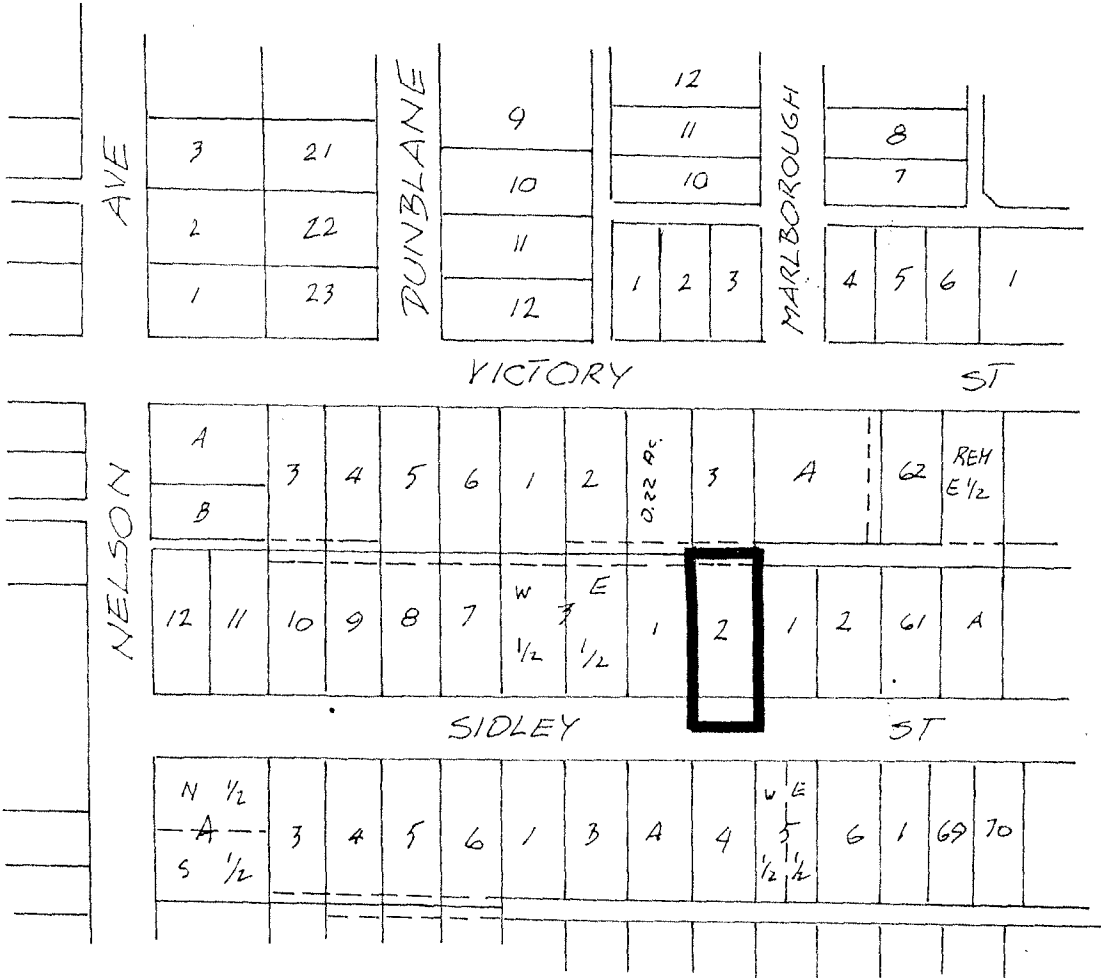 AVE
DUNBLANE
MARLBOROUGH
3 21
2 22
1 23
9
10
11
12
12
11
10
1 2 3
8
7
4 5 6 1
VICTORY ST
NELSON
A
B
3 4 5 6 1 2 0.22 Ac. 3 A 62 REM
E 1/2
12 11 10 9 8 7 W 1/2 3 E 1/2 1 2 1 2 61 A
SIDLEY ST
N 1/2
A
S 1/2
3 4 5 6 1 3 A 4 W 1/2 5 E 1/2 6 1 69 70